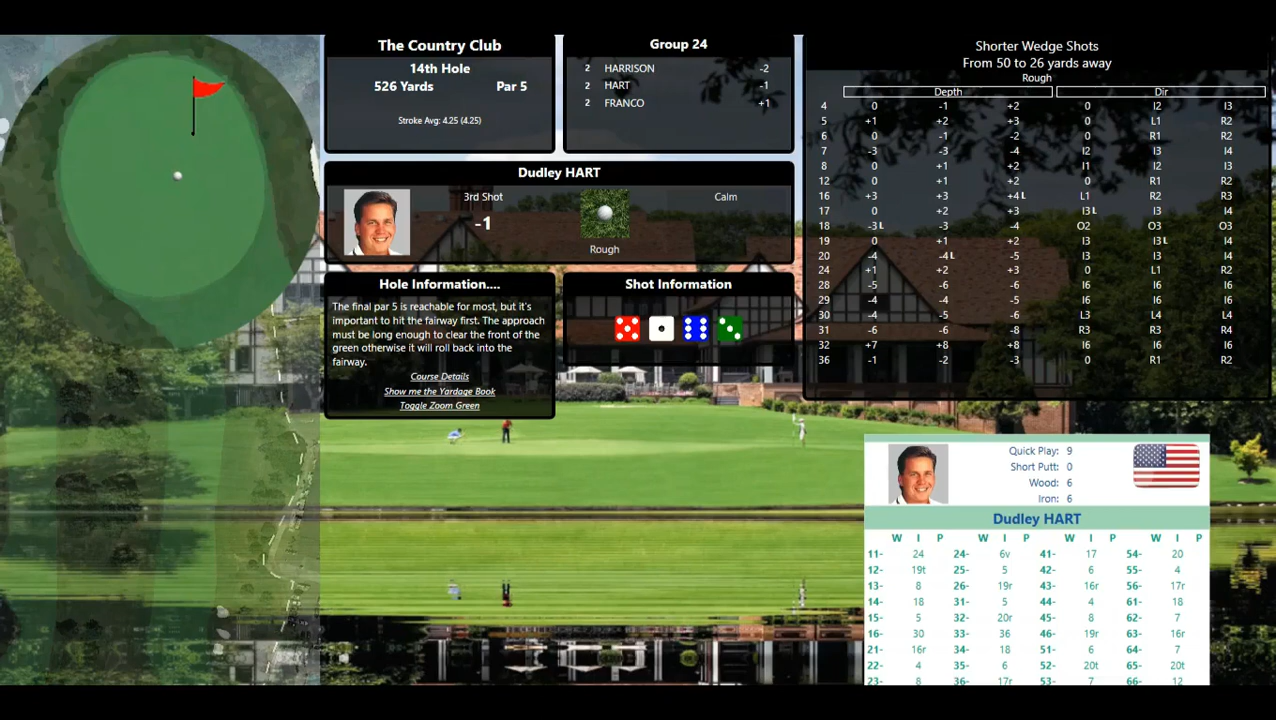 The Country Club
14th Hole
526 Yards Par 5
Stroke Avg: 4.25 (4.25)
Group 24
2 HARRISON -2
2 HART -1
2 FRANCO +1
Dudley HART
3rd Shot
-1
Rough
Calm
Hole Information....
The final par 5 is reachable for most, but it's
important to hit the fairway first. The approach
must be long enough to clear the front of the
green otherwise it will roll back into the
fairway.
Course Details
Show me the Yardage Book
Toggle Zoom Green
Shot Information
Shorter Wedge Shots
From 50 to 26 yards away
Rough
Depth Dir
4 0 -1 +2 0 I2 I3
5 +1 +2 +3 0 L1 R2
6 0 -1 -2 0 R1 R2
7 -3 -3 -4 I2 I3 I4
8 0 +1 +2 I1 I2 I3
12 0 +1 +2 0 R1 R2
16 +3 +3 +4L L1 R2 R3
17 0 +2 +3 I3L I3 I4
18 -3L -3 -4 O2 O3 O3
19 0 +1 +2 I3 I3L I4
20 -4 -4L -5 I3 I3 I4
24 +1 +2 +3 0 L1 R2
28 -5 -6 -6 I6 I6 I6
29 -4 -4 -5 I6 I6 I6
30 -4 -5 -6 L3 L4 L4
31 -6 -6 -8 R3 R3 R4
32 +7 +8 +8 I6 I6 I6
36 -1 -2 -3 0 R1 R2
Quick Play: 9
Short Putt: 0
Wood: 6
Iron: 6
Dudley HART
W I P W I P W I P W I P
11- 24 24- 6v 41- 17 54- 20
12- 19t 25- 5 42- 6 55- 4
13- 8 26- 19r 43- 16r 56- 17r
14- 18 31- 5 44- 4 61- 18
15- 5 32- 20r 45- 8 62- 7
16- 30 33- 36 46- 19r 63- 16r
21- 16r 34- 18 51- 6 64- 7
22- 4 35- 6 52- 20t 65- 20t
23- 8 36- 17r 53- 7 66- 12